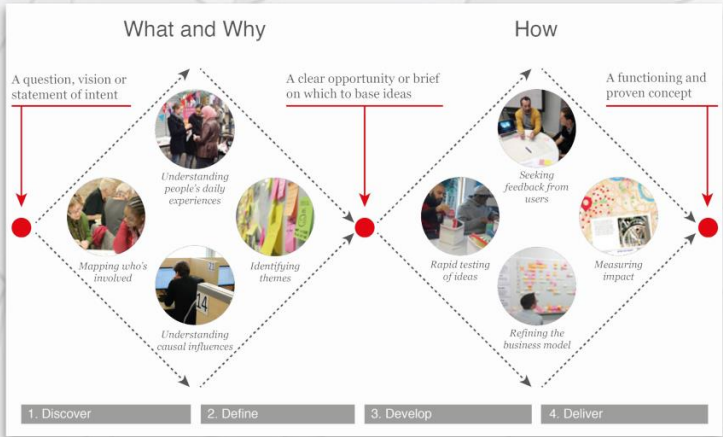 What and Why
How
A question, vision or
statement of intent
A clear opportunity or brief
on which to base ideas
A functioning and
proven concept
Understanding
people's daily
experiences
Seeking
feedback from
users
Mapping who's
involved
Identifying
themes
Rapid testing
of ideas
Measuring
impact
14
Understanding
causal influences
Refining the
business model
1. Discover
2. Define
3. Develop
4. Deliver